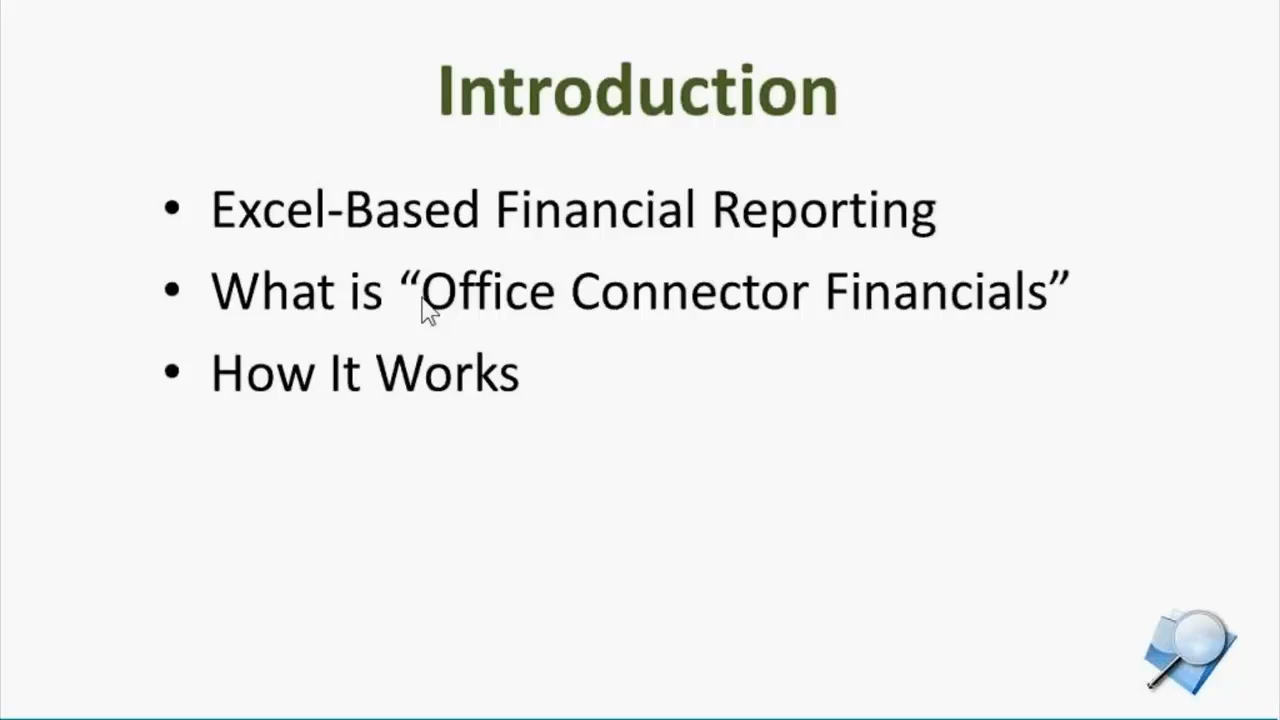 Introduction
• Excel-Based Financial Reporting
• What is “Office Connector Financials”
• How It Works